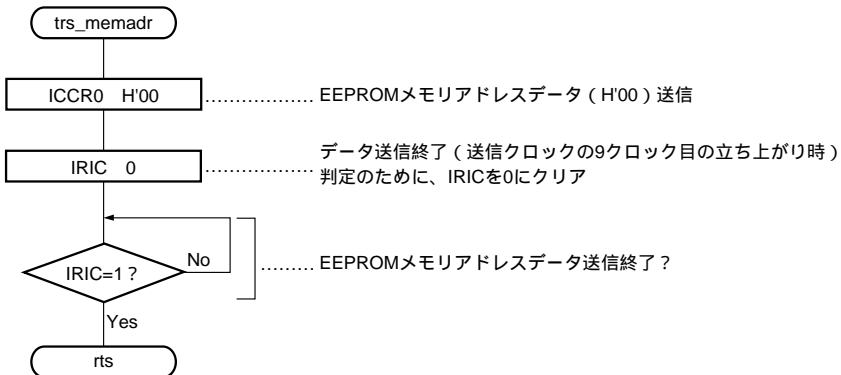 trs_memadr
ICCR0 H'00 .................. EEPROMメモリアドレスデータ（H'00）送信
データ送信終了（送信クロックの9クロック目の立ち上がり時）
IRIC 0 .................. 判定のために、IRICを0にクリア
No
IRIC=1？ ......... EEPROMメモリアドレスデータ送信終了？
Yes
rts